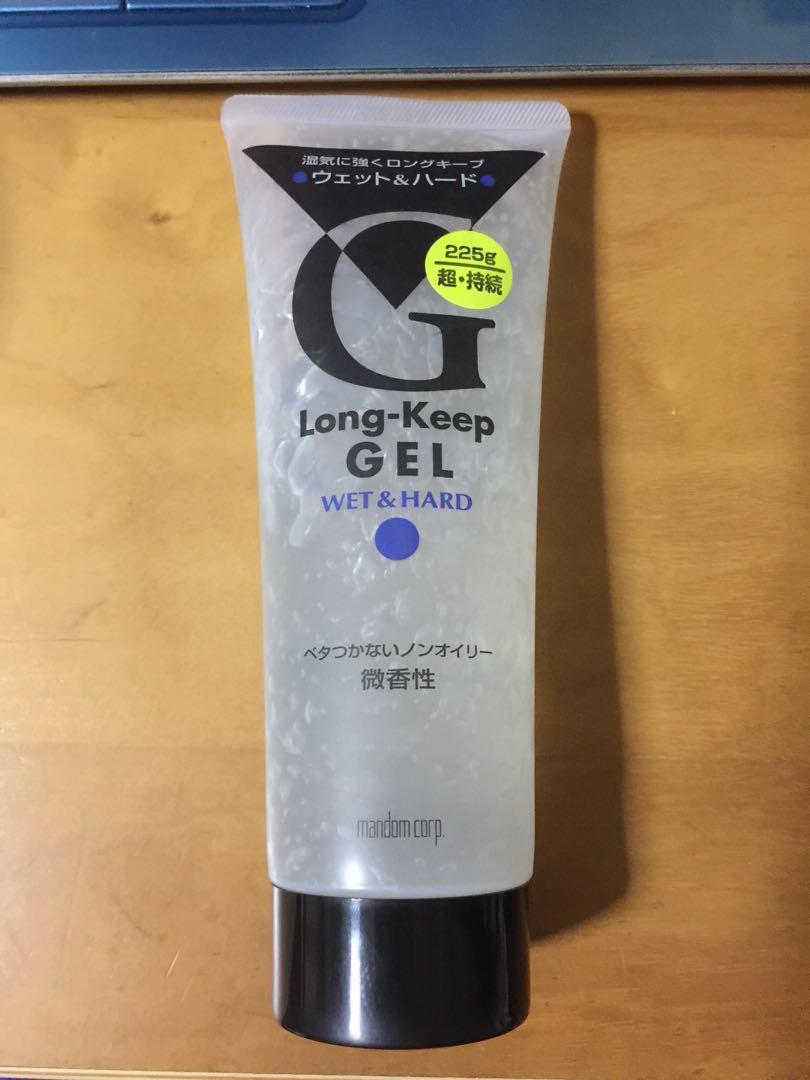 湿気に強くロングキープ
•ウェット&ハード•
G
225g
超・持続
Long-Keep
GEL
WET & HARD
ベタつかないノンオイリー
微香性
mandom corp.